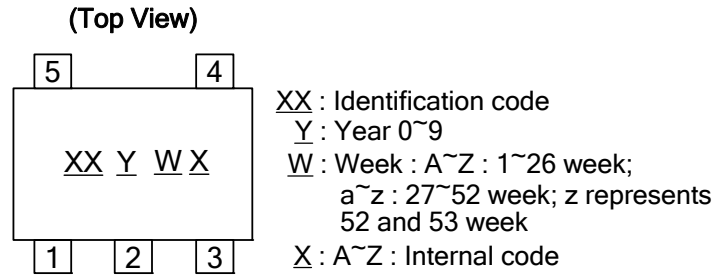 (Top View)
5 4
XX Y W X
1 2 3
XX : Identification code
Y : Year 0~9
W : Week : A~Z : 1~26 week;
a~z : 27~52 week; z represents
52 and 53 week
X : A~Z : Internal code